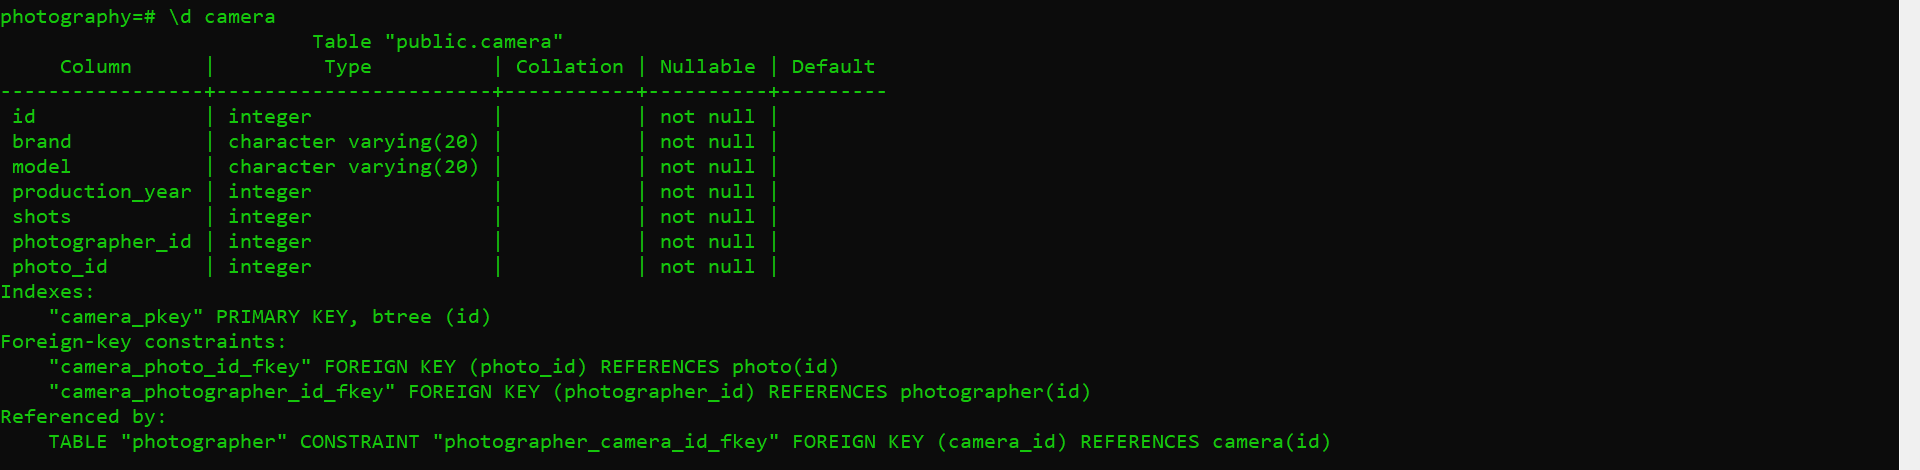 photography=# \d camera
                          Table "public.camera"
     Column      |         Type          | Collation | Nullable | Default
-----------------+-----------------------+-----------+----------+---------
 id              | integer               |           | not null |
 brand           | character varying(20) |           | not null |
 model           | character varying(20) |           | not null |
 production_year | integer               |           | not null |
 shots           | integer               |           | not null |
 photographer_id | integer               |           | not null |
 photo_id        | integer               |           | not null |
Indexes:
    "camera_pkey" PRIMARY KEY, btree (id)
Foreign-key constraints:
    "camera_photo_id_fkey" FOREIGN KEY (photo_id) REFERENCES photo(id)
    "camera_photographer_id_fkey" FOREIGN KEY (photographer_id) REFERENCES photographer(id)
Referenced by:
    TABLE "photographer" CONSTRAINT "photographer_camera_id_fkey" FOREIGN KEY (camera_id) REFERENCES camera(id)